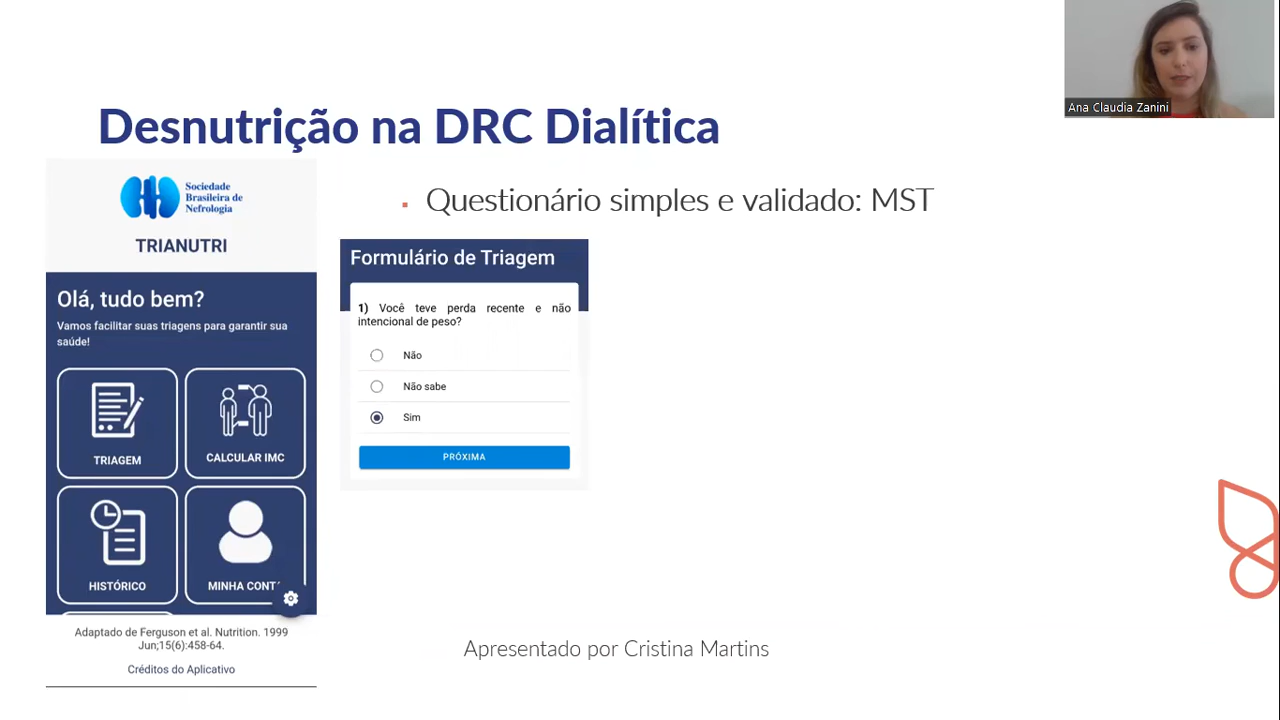 Ana Claudia Zanini
Desnutrição na DRC Dialítica
Sociedade
Brasileira de
Nefrologia
TRIANUTRI
Olá, tudo bem?
Vamos facilitar suas triagens para garantir sua
saúde!
TRIAGEM
CALCULAR IMC
HISTÓRICO
MINHA CONT
Adaptado de Ferguson et al. Nutrition. 1999
Jun;15(6):458-64.
Créditos do Aplicativo
▪ Questionário simples e validado: MST
Formulário de Triagem
1) Você teve perda recente e não
intencional de peso?
Não
Não sabe
Sim
PRÓXIMA
Apresentado por Cristina Martins